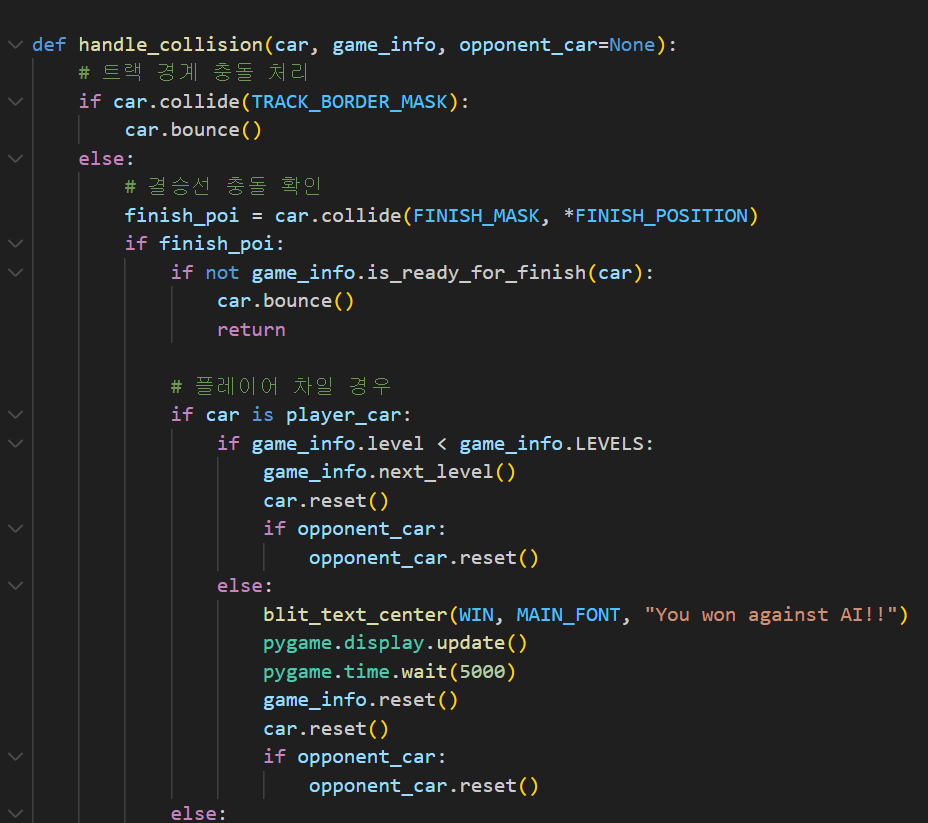 def handle_collision(car, game_info, opponent_car=None):
# 트랙 경계 충돌 처리
if car.collide(TRACK_BORDER_MASK):
car.bounce()
else:
# 결승선 충돌 확인
finish_poi = car.collide(FINISH_MASK, *FINISH_POSITION)
if finish_poi:
if not game_info.is_ready_for_finish(car):
car.bounce()
return
# 플레이어 차일 경우
if car is player_car:
if game_info.level < game_info.LEVELS:
game_info.next_level()
car.reset()
if opponent_car:
opponent_car.reset()
else:
blit_text_center(WIN, MAIN_FONT, "You won against AI!!")
pygame.display.update()
pygame.time.wait(5000)
game_info.reset()
car.reset()
if opponent_car:
opponent_car.reset()
else: